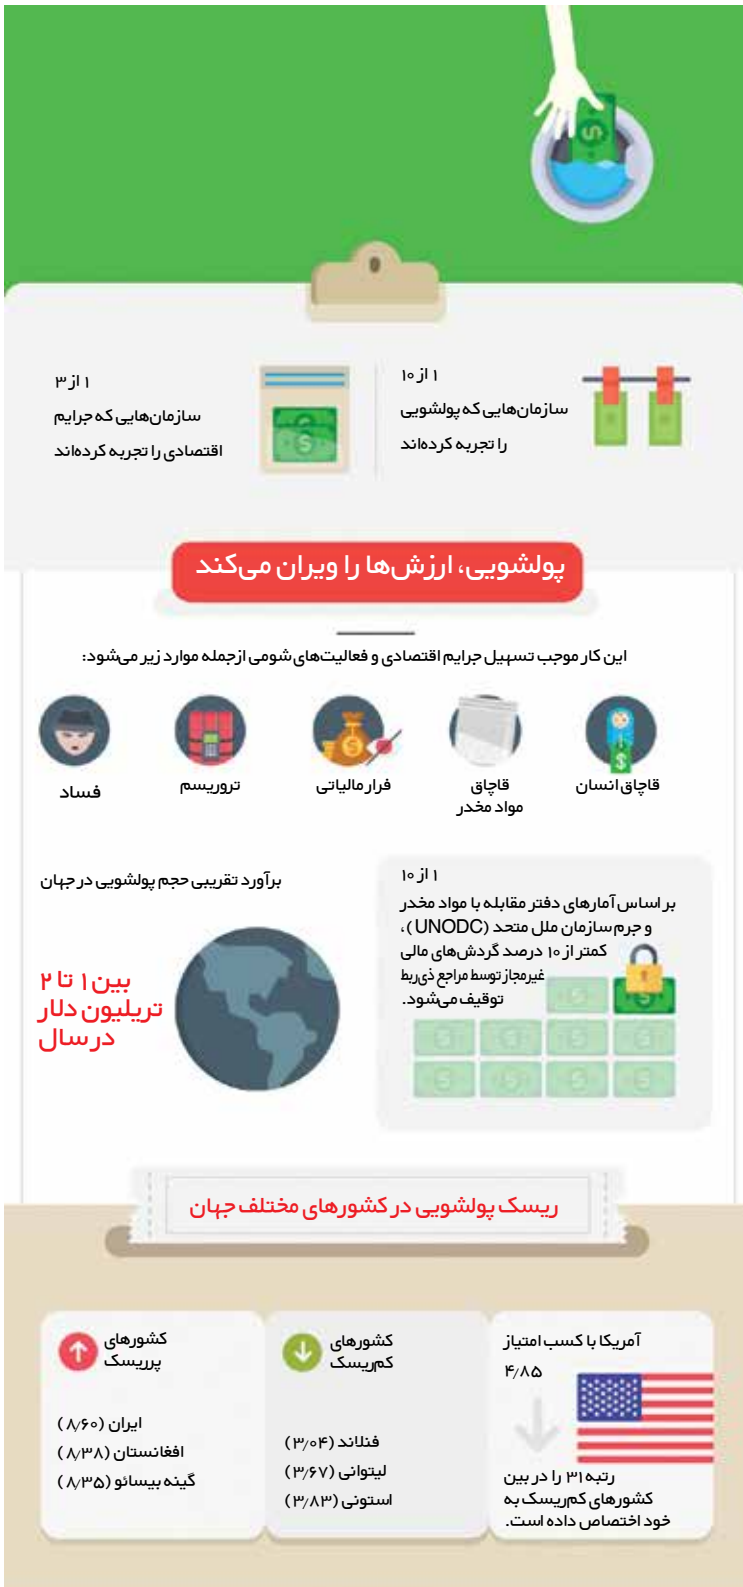 ۱ از ۱۰
سازمان‌هایی که پولشویی
را تجربه کرده‌اند
۱ از ۳
سازمان‌هایی که جرایم
اقتصادی را تجربه کرده‌اند
پولشویی، ارزش‌ها را ویران می‌کند
این کار موجب تسهیل جرایم اقتصادی و فعالیت‌های شومی ازجمله موارد زیر می‌شود:
قاچاق انسان
قاچاق
مواد مخدر
فرار مالیاتی
تروریسم
فساد
۱ از ۱۰
بر اساس آمارهای دفتر مقابله با مواد مخدر
و جرم سازمان ملل متحد (UNODC)،
کمتر از ۱۰ درصد گردش‌های مالی
غیرمجاز توسط مراجع ذی‌ربط
توقیف می‌شود.
برآورد تقریبی حجم پولشویی در جهان
بین ۱ تا ۲
تریلیون دلار
در سال
ریسک پولشویی در کشورهای مختلف جهان
آمریکا با کسب امتیاز
۴/۸۵
رتبه ۳۱ را در بین
کشورهای کم‌ریسک به
خود اختصاص داده است.
کشورهای
کم‌ریسک
فنلاند (۳/۰۴)
لیتوانی (۳/۶۷)
استونی (۳/۸۳)
کشورهای
پرریسک
ایران (۸/۶۰)
افغانستان (۸/۳۸)
گینه بیسائو (۸/۳۵)